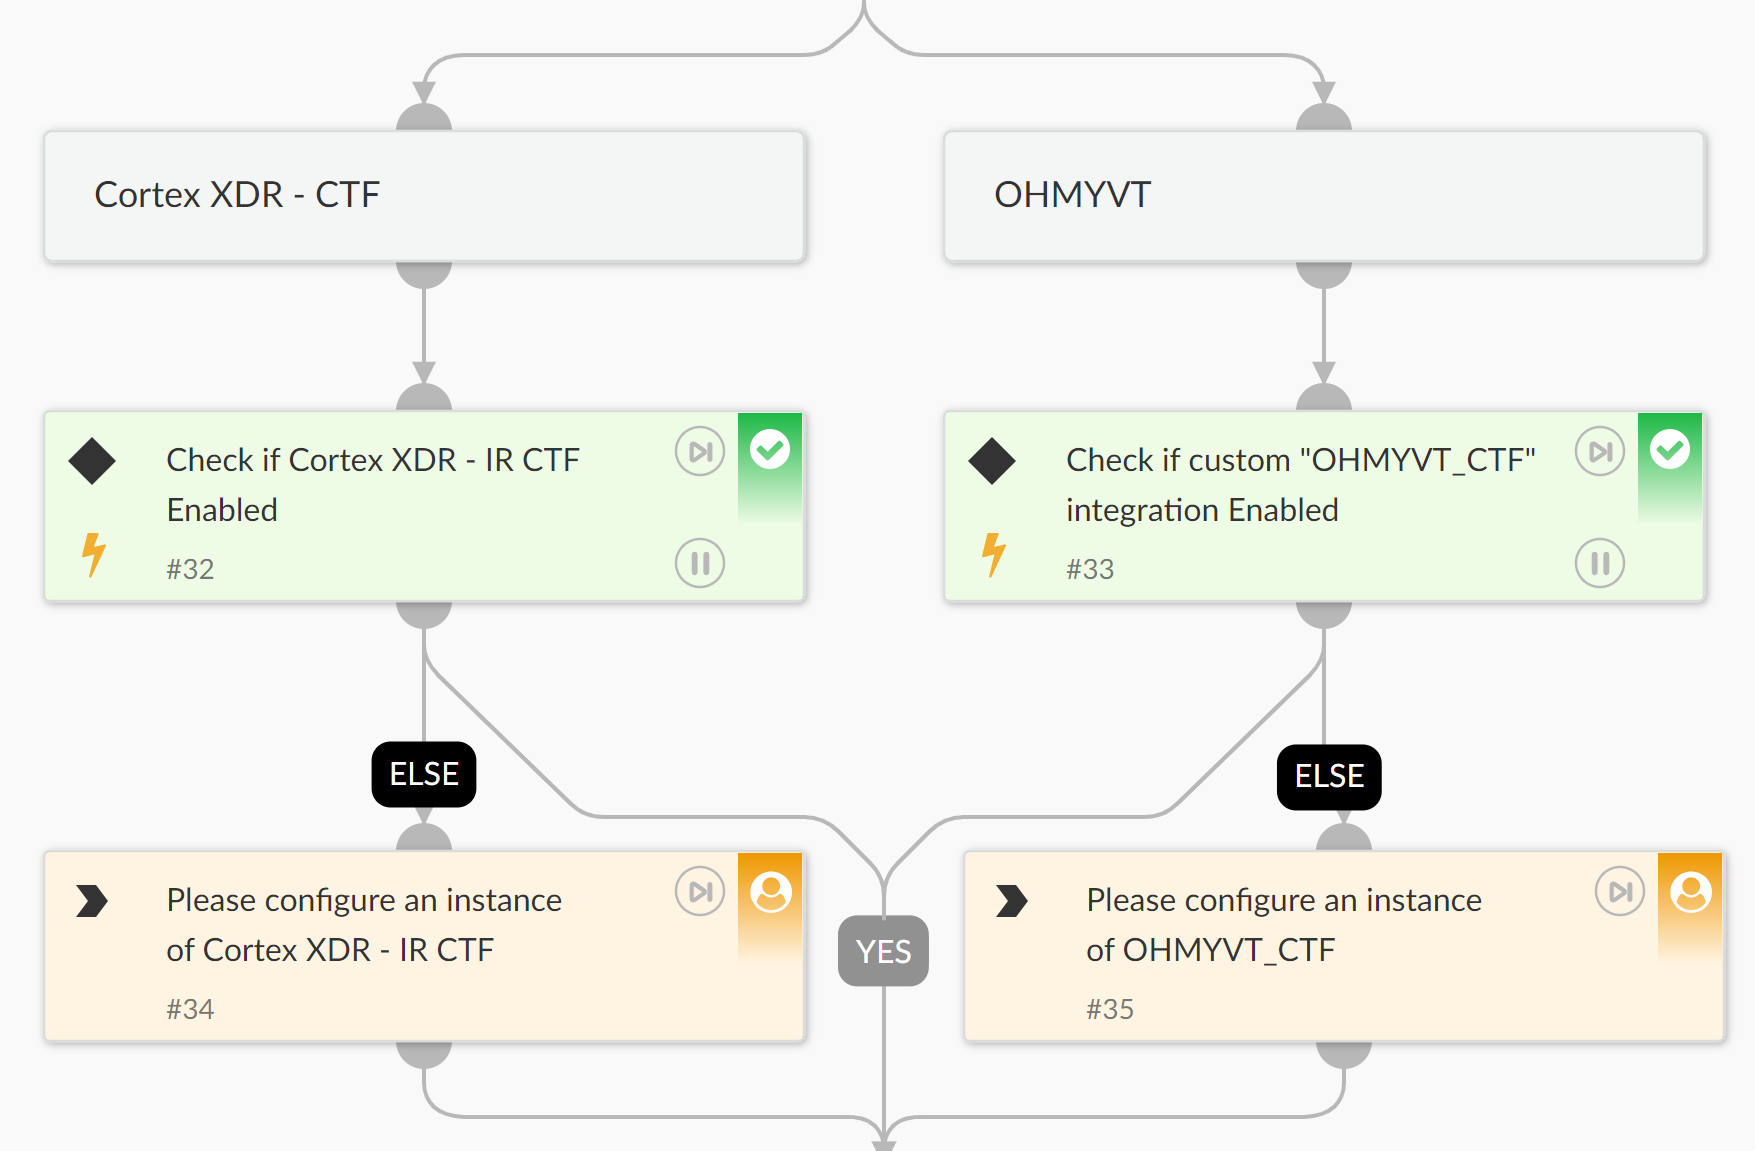 Cortex XDR - CTF
OHMYVT
Check if Cortex XDR - IR CTF
Enabled
#32
Check if custom "OHMYVT_CTF"
integration Enabled
#33
ELSE
ELSE
Please configure an instance
of Cortex XDR - IR CTF
#34
YES
Please configure an instance
of OHMYVT_CTF
#35